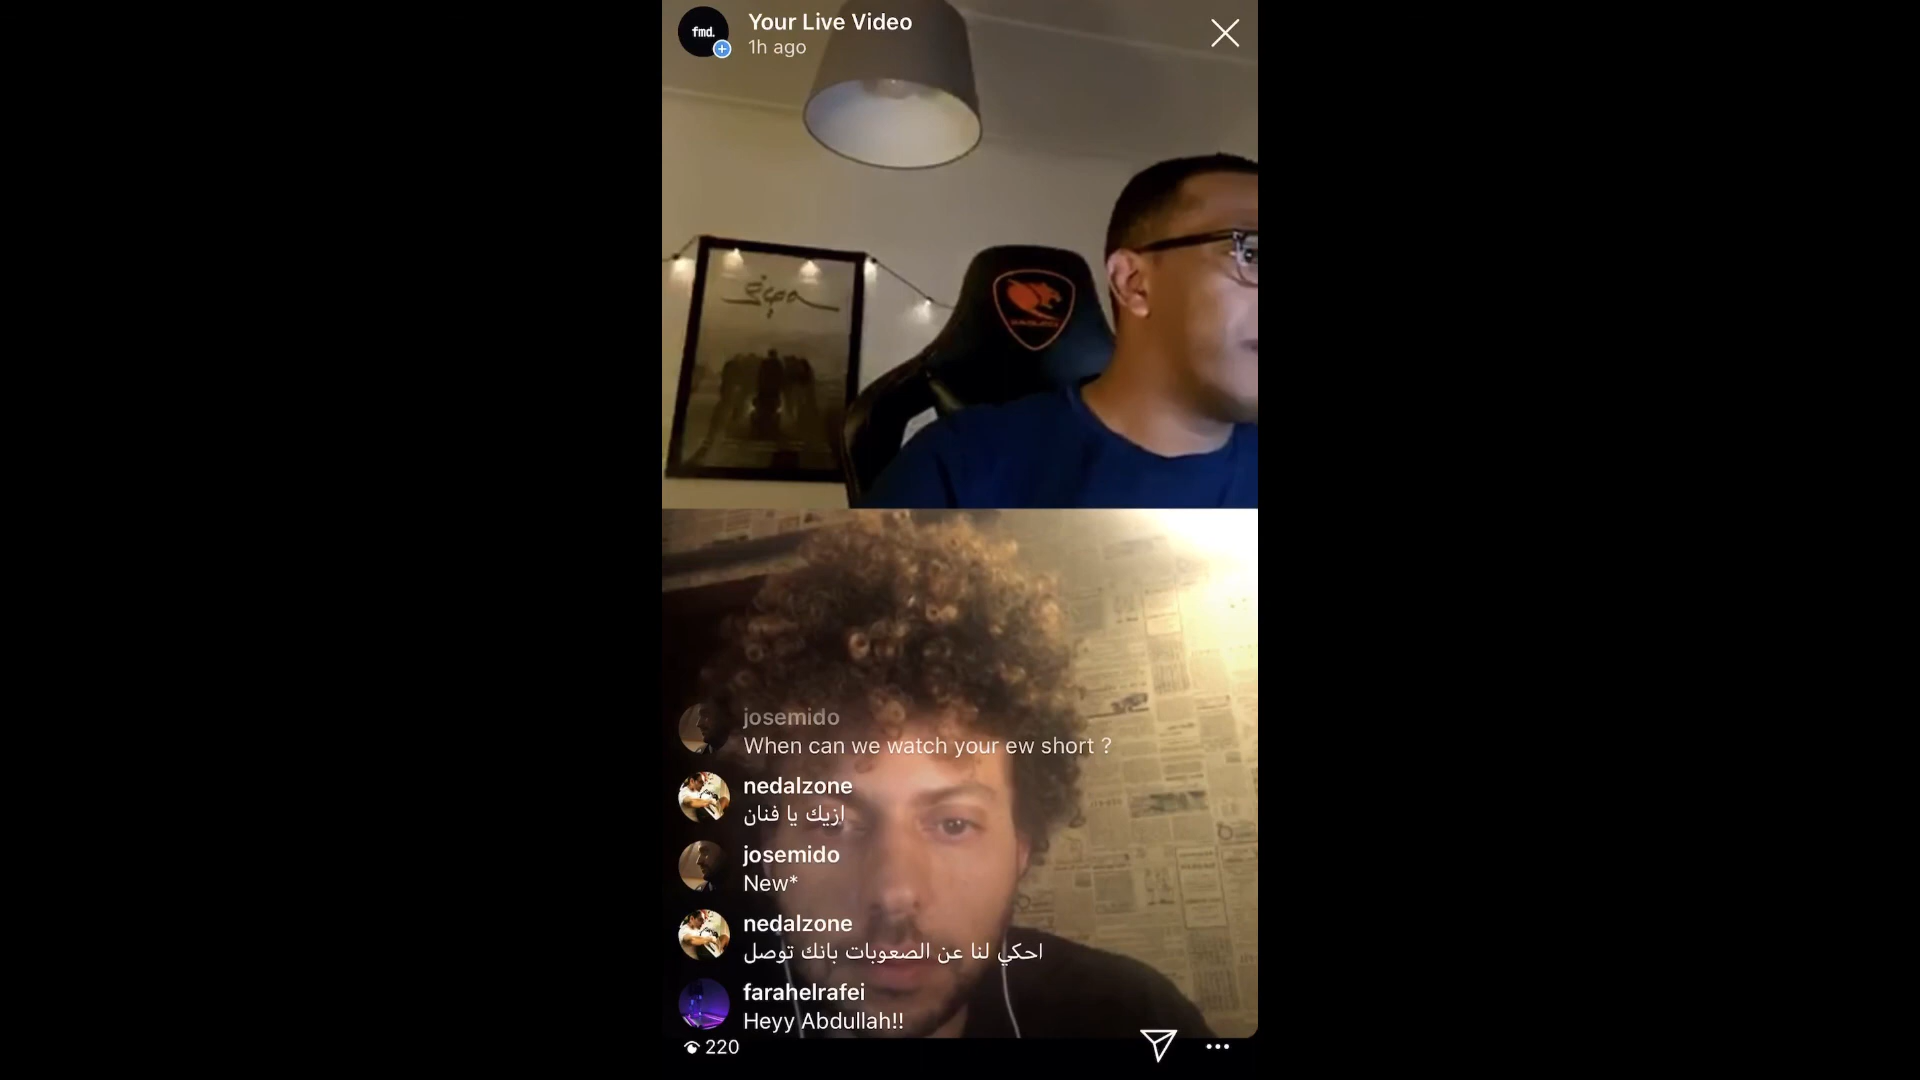 fmd.
Your Live Video
1h ago
josemido
When can we watch your ew short ?
nedalzone
ازيك يا فنان
josemido
New*
nedalzone
احكي لنا عن الصعوبات بانك توصل
farahelrafei
Heyy Abdullah!!
220